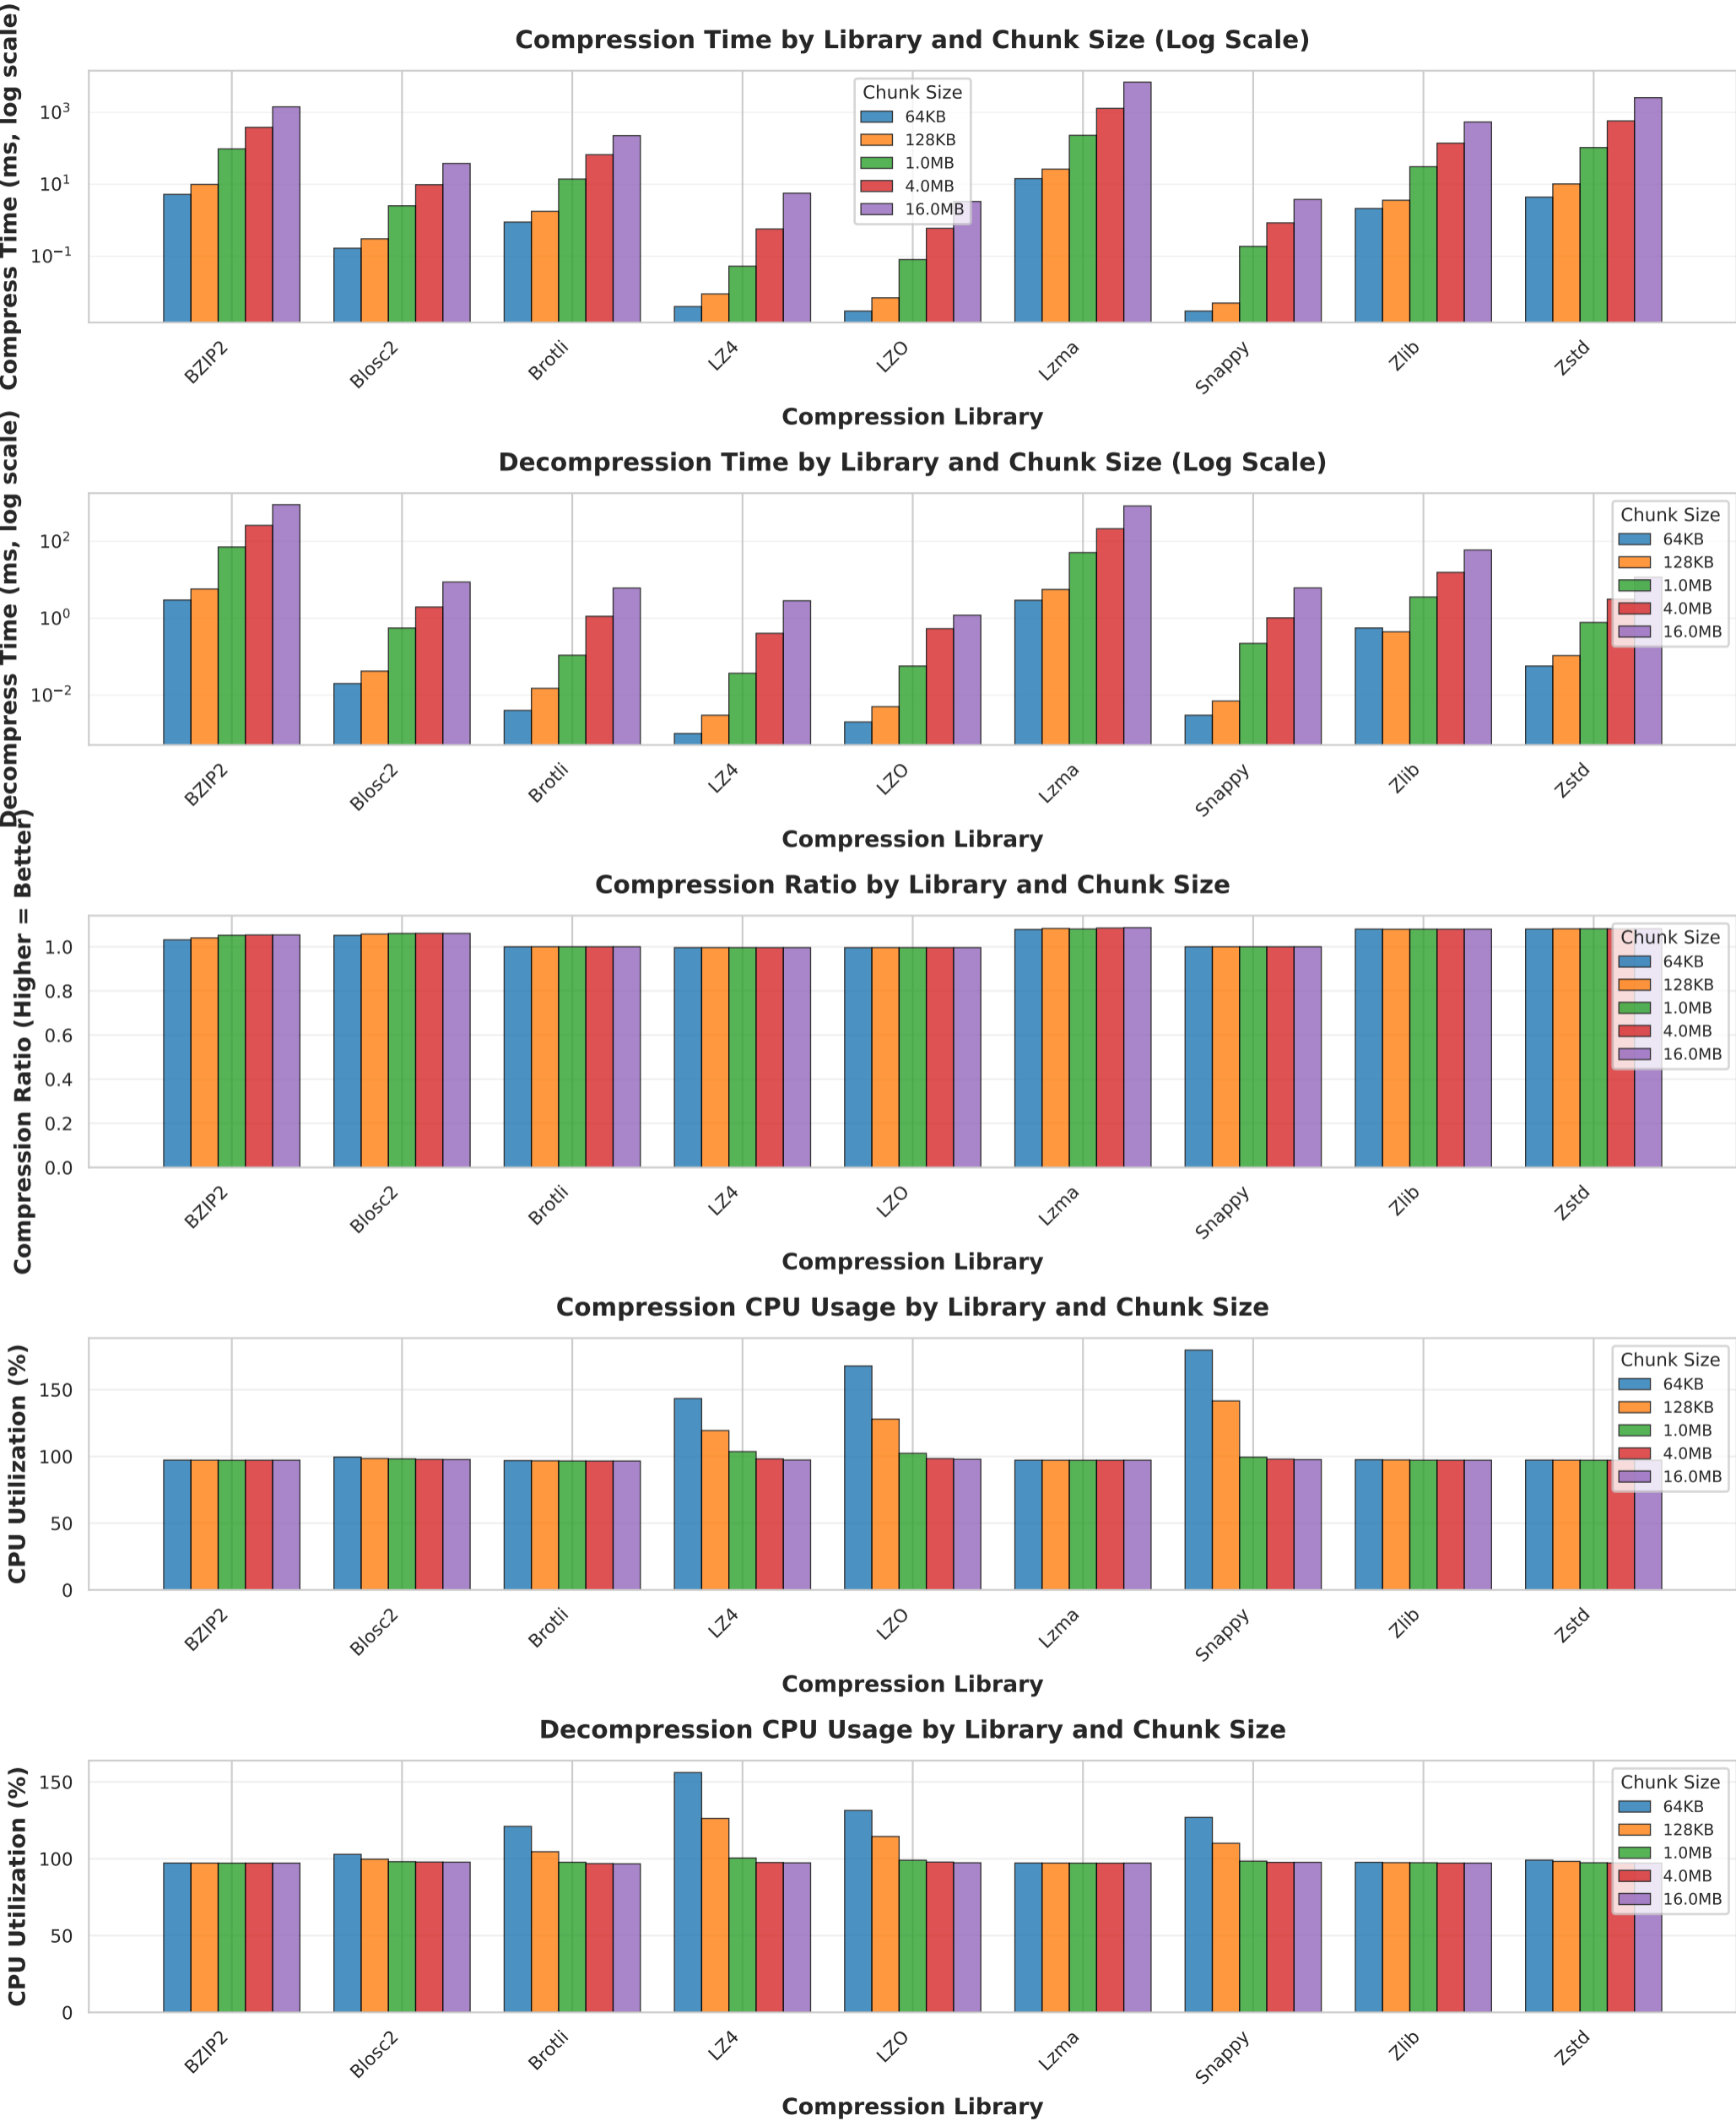 Compression Time by Library and Chunk Size (Log Scale)
Compress Time (ms, log scale)
10³
10¹
10⁻¹
Chunk Size
64KB
128KB
1.0MB
4.0MB
16.0MB
BZIP2
Blosc2
Brotli
LZ4
LZO
Lzma
Snappy
Zlib
Zstd
Compression Library
Decompression Time by Library and Chunk Size (Log Scale)
Decompress Time (ms, log scale)
10²
10⁰
10⁻²
Chunk Size
64KB
128KB
1.0MB
4.0MB
16.0MB
BZIP2
Blosc2
Brotli
LZ4
LZO
Lzma
Snappy
Zlib
Zstd
Compression Library
Compression Ratio by Library and Chunk Size
Compression Ratio (Higher = Better)
1.0
0.8
0.6
0.4
0.2
0.0
Chunk Size
64KB
128KB
1.0MB
4.0MB
16.0MB
BZIP2
Blosc2
Brotli
LZ4
LZO
Lzma
Snappy
Zlib
Zstd
Compression Library
Compression CPU Usage by Library and Chunk Size
CPU Utilization (%)
150
100
50
0
Chunk Size
64KB
128KB
1.0MB
4.0MB
16.0MB
BZIP2
Blosc2
Brotli
LZ4
LZO
Lzma
Snappy
Zlib
Zstd
Compression Library
Decompression CPU Usage by Library and Chunk Size
CPU Utilization (%)
150
100
50
0
Chunk Size
64KB
128KB
1.0MB
4.0MB
16.0MB
BZIP2
Blosc2
Brotli
LZ4
LZO
Lzma
Snappy
Zlib
Zstd
Compression Library